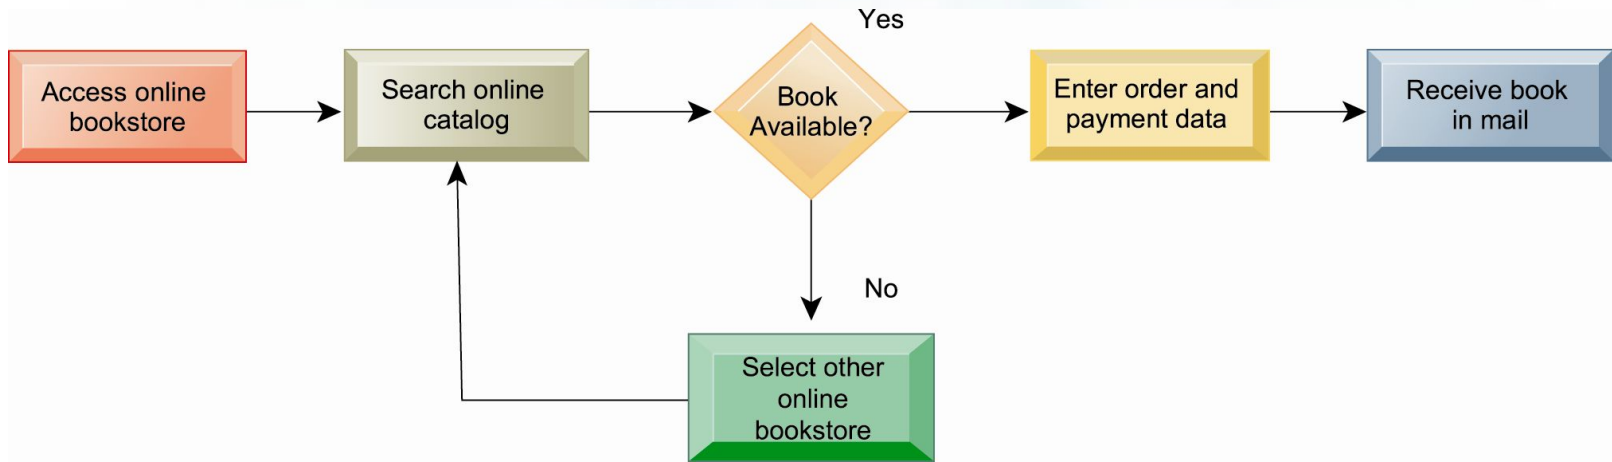 Access online
bookstore
Search online
catalog
Book
Available?
Yes
Enter order and
payment data
Receive book
in mail
No
Select other
online
bookstore